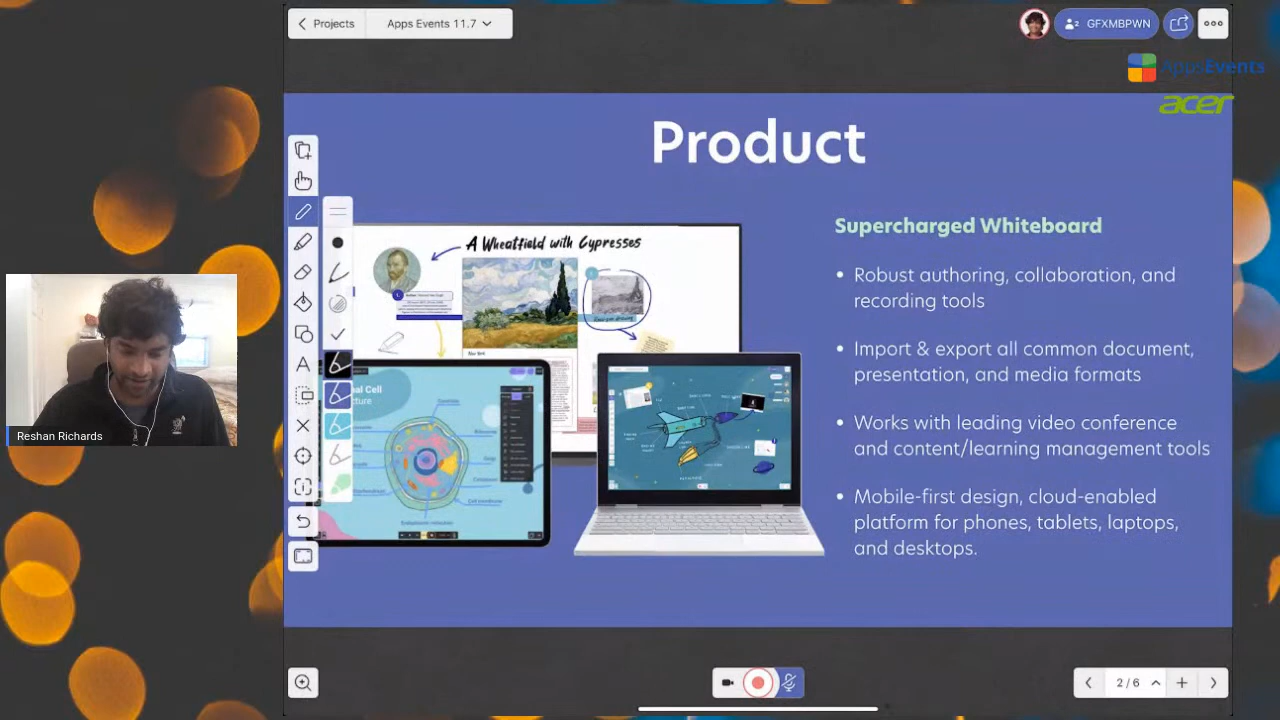 Projects
Apps Events 11.7
GFXMBPWN
AppsEvents
acer
Product
Supercharged Whiteboard
• Robust authoring, collaboration, and
recording tools
• Import & export all common document,
presentation, and media formats
• Works with leading video conference
and content/learning management tools
• Mobile-first design, cloud-enabled
platform for phones, tablets, laptops,
and desktops.
A Wheatfield with Cypresses
New York
Cell
Reshan Richards
2 / 6